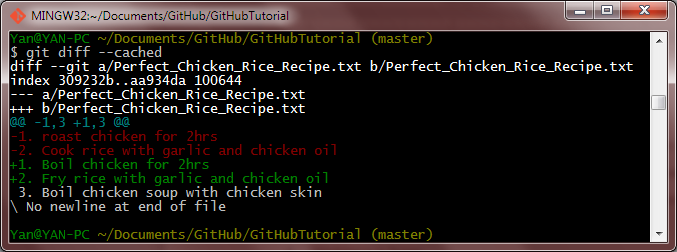 MINGW32:~/Documents/GitHub/GitHubTutorial
Yan@YAN-PC ~/Documents/GitHub/GitHubTutorial (master)
$ git diff --cached
diff --git a/Perfect_Chicken_Rice_Recipe.txt b/Perfect_Chicken_Rice_Recipe.txt
index 309232b..aa934da 100644
--- a/Perfect_Chicken_Rice_Recipe.txt
+++ b/Perfect_Chicken_Rice_Recipe.txt
@@ -1,3 +1,3 @@
-1. roast chicken for 2hrs
-2. Cook rice with garlic and chicken oil
+1. Boil chicken for 2hrs
+2. Fry rice with garlic and chicken oil
 3. Boil chicken soup with chicken skin
\ No newline at end of file
Yan@YAN-PC ~/Documents/GitHub/GitHubTutorial (master)